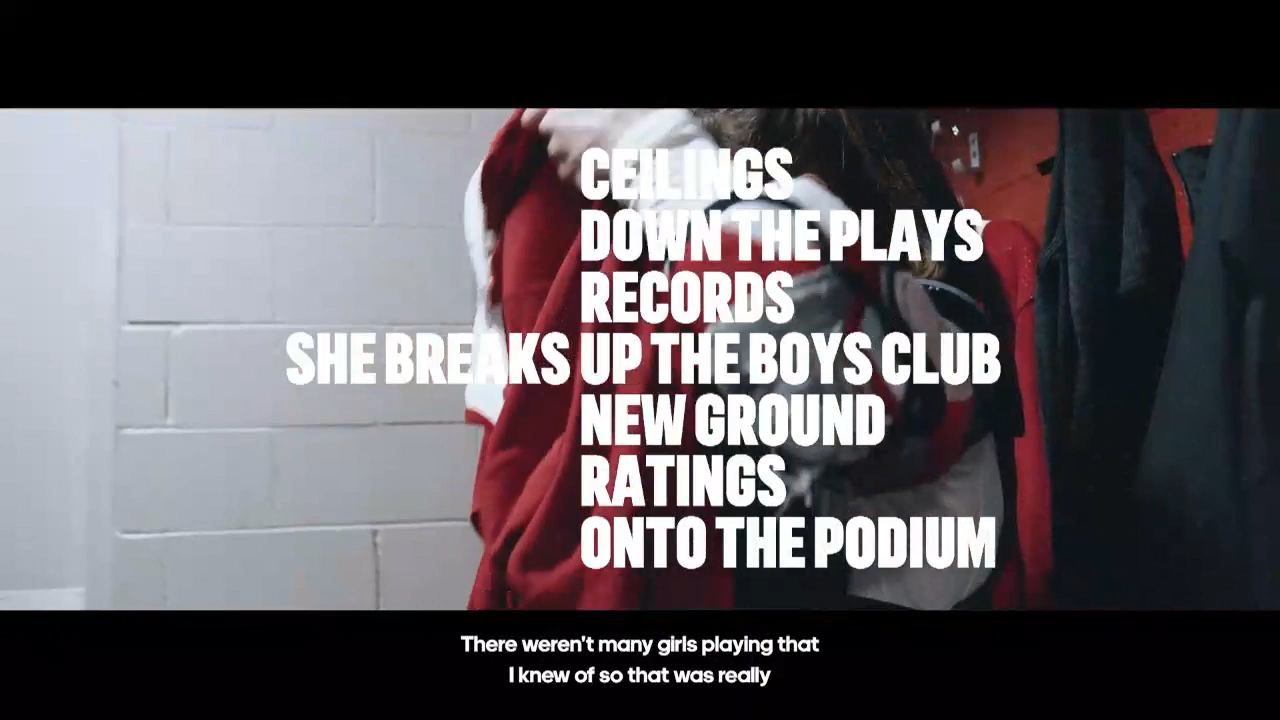 CEILINGS
DOWN THE PLAYS
RECORDS
SHE BREAKS UP THE BOYS CLUB
NEW GROUND
RATINGS
ONTO THE PODIUM
There weren't many girls playing that
I knew of so that was really